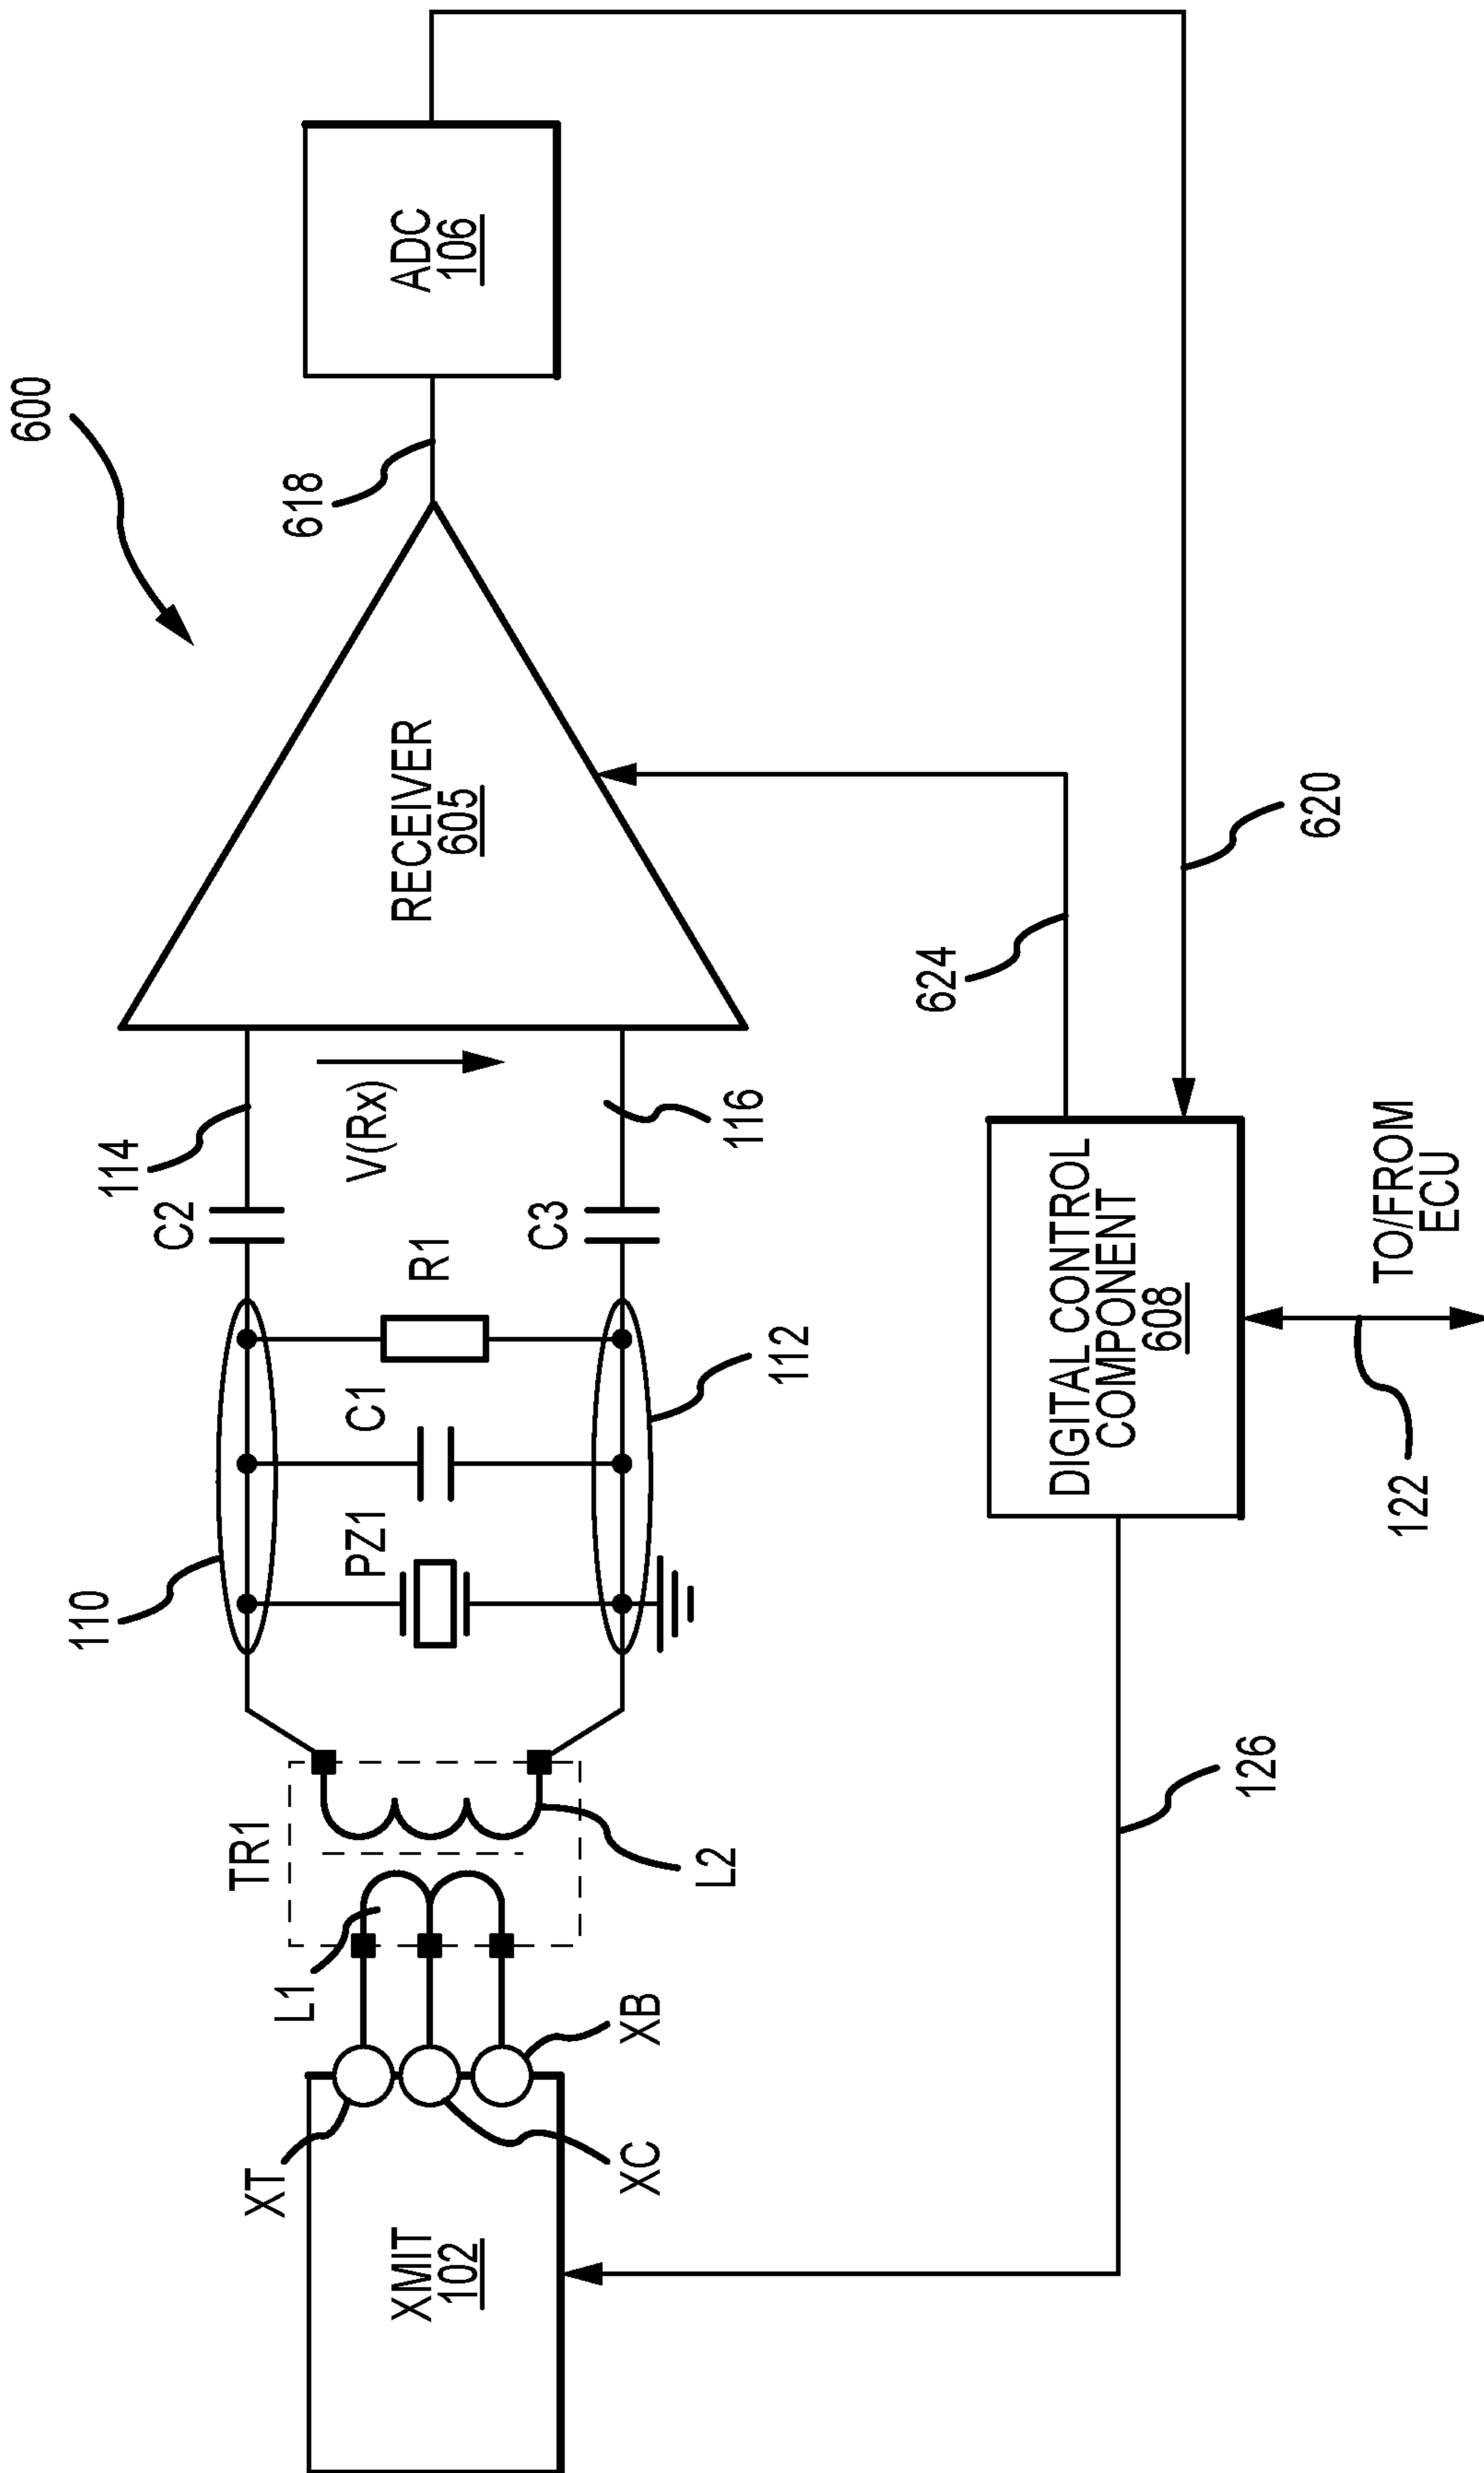 600
TR1
110
C2
114
L1
XT
XMIT
102
PZ1
C1
R1
V(Rx)
RECEIVER
605
618
ADC
106
XB
XC
L2
C3
112
116
624
126
DIGITAL CONTROL
COMPONENT
608
620
122
TO/FROM
ECU